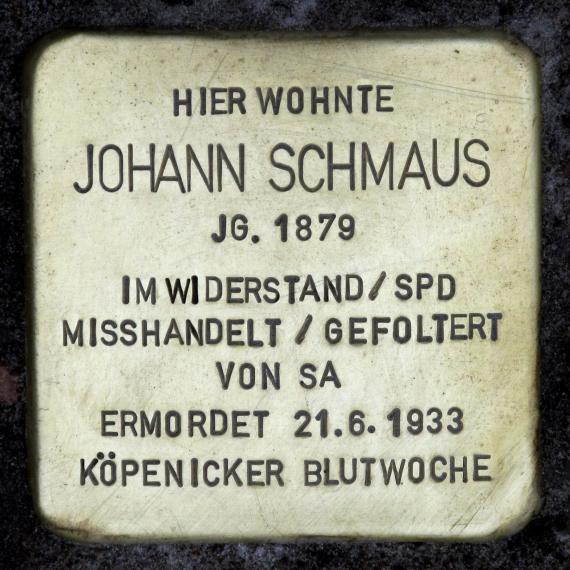 HIER WOHNTE
JOHANN SCHMAUS
JG. 1879
IM WIDERSTAND / SPD
MISSHANDELT / GEFOLTERT
VON SA
ERMORDET 21.6.1933
KÖPENICKER BLUTWOCHE